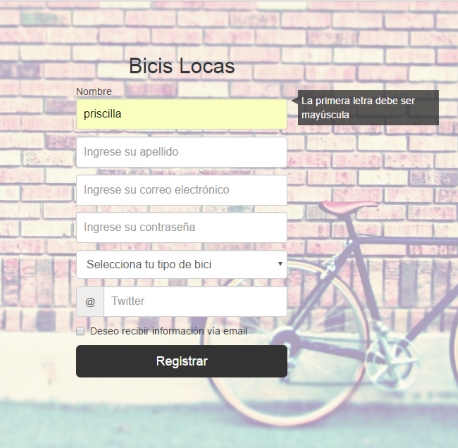 Bicis Locas
Nombre
priscilla
La primera letra debe ser
mayúscula
Ingrese su apellido
Ingrese su correo electrónico
Ingrese su contraseña
Selecciona tu tipo de bici
@ Twitter
Deseo recibir información vía email
Registrar